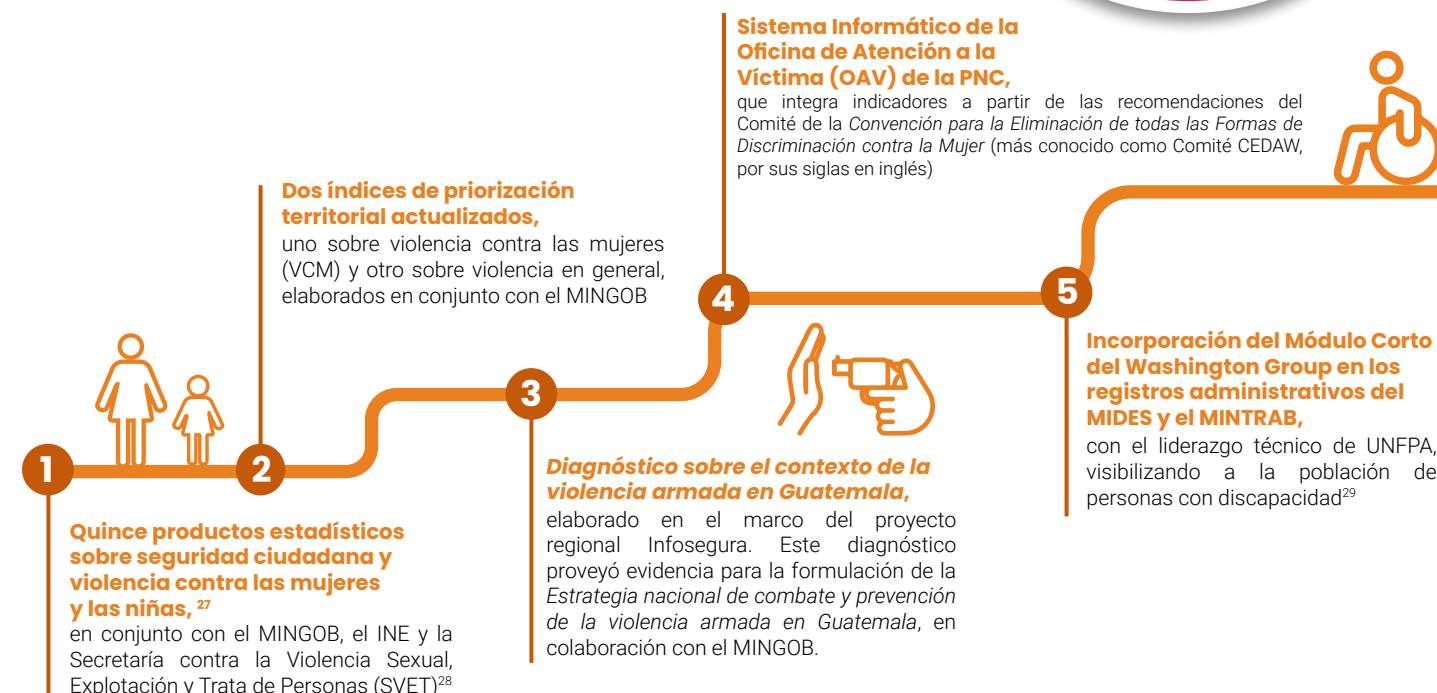 1
Quince productos estadísticos
sobre seguridad ciudadana y
violencia contra las mujeres
y las niñas, 27
en conjunto con el MINGOB, el INE y la
Secretaría contra la Violencia Sexual,
Explotación y Trata de Personas (SVET)28
2
Dos índices de priorización
territorial actualizados,
uno sobre violencia contra las mujeres
(VCM) y otro sobre violencia en general,
elaborados en conjunto con el MINGOB
3
Diagnóstico sobre el contexto de la
violencia armada en Guatemala,
elaborado en el marco del proyecto
regional Infosegura. Este diagnóstico
proveyó evidencia para la formulación de la
Estrategia nacional de combate y prevención
de la violencia armada en Guatemala, en
colaboración con el MINGOB.
4
Sistema Informático de la
Oficina de Atención a la
Víctima (OAV) de la PNC,
que integra indicadores a partir de las recomendaciones del
Comité de la Convención para la Eliminación de todas las Formas de
Discriminación contra la Mujer (más conocido como Comité CEDAW,
por sus siglas en inglés)
5
Incorporación del Módulo Corto
del Washington Group en los
registros administrativos del
MIDES y el MINTRAB,
con el liderazgo técnico de UNFPA,
visibilizando a la población de
personas con discapacidad29